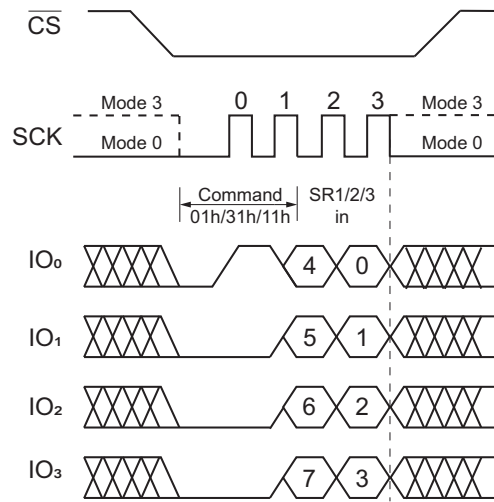 CS
0 1 2 3
Mode 3 Mode 3
SCK
Mode 0 Mode 0
Command SR1/2/3
01h/31h/11h in
IO₀ 4 0
IO₁ 5 1
IO₂ 6 2
IO₃ 7 3